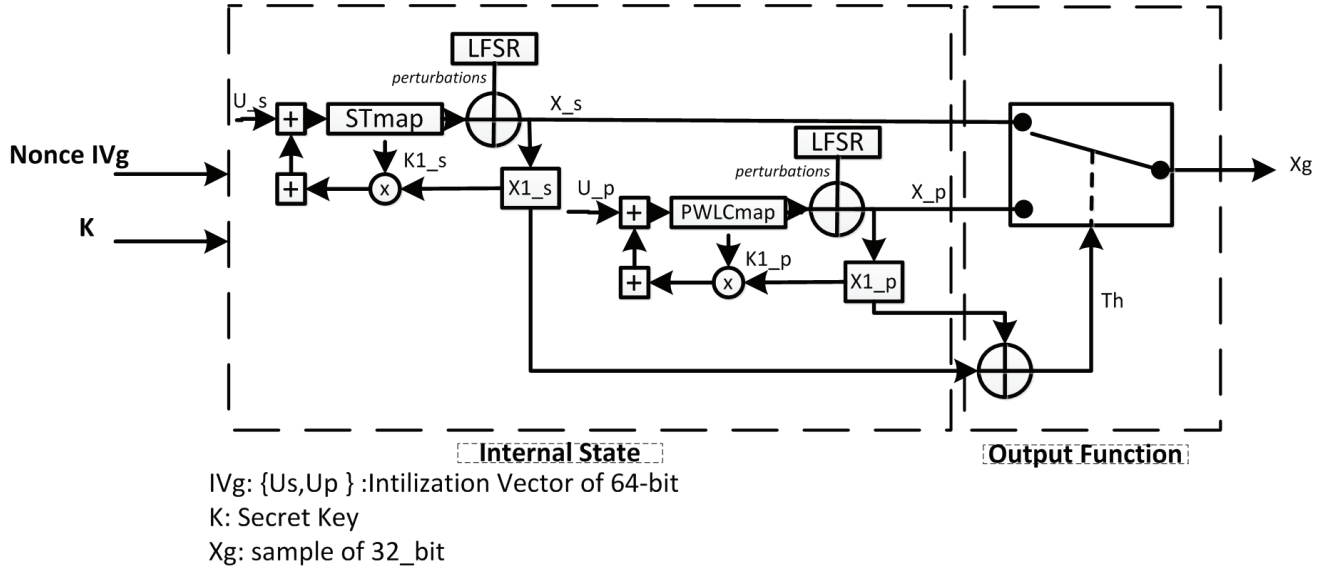 LFSR
perturbations
U_s
+
STmap
X_s
K1_s
+
x
X1_s
LFSR
perturbations
U_p
+
PWLCmap
X_p
K1_p
+
x
X1_p
Th
Xg
Nonce IVg
K
Internal State
Output Function
IVg: {Us,Up } :Intilization Vector of 64-bit
K: Secret Key
Xg: sample of 32_bit